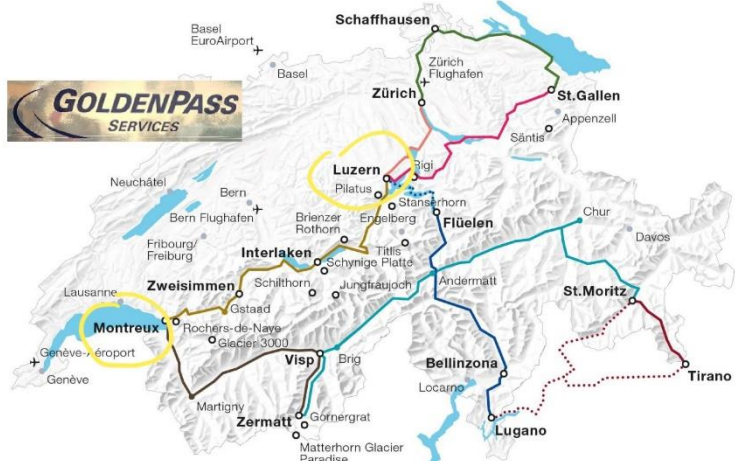 Schaffhausen
Basel
EuroAirport
Basel
Zürich
Flughafen
GOLDENPASS
SERVICES
Zürich
St.Gallen
Appenzell
Säntis
Luzern
Rigi
Pilatus
Neuchâtel
Bern
Stanserhorn
Engelberg
Bern Flughafen
Brienzer
Rothorn
Flüelen
Chur
Fribourg/
Freiburg
Interlaken
Titlis
Davos
Schynige Platte
Zweisimmen
Schilthorn
Jungfraujoch
Andermatt
Lausanne
Gstaad
St.Moritz
Montreux
Rochers-de-Naye
Glacier 3000
Genève-Aéroport
Visp
Brig
Bellinzona
Genève
Locarno
Tirano
Martigny
Zermatt
Gornergrat
Lugano
Matterhorn Glacier
Paradise